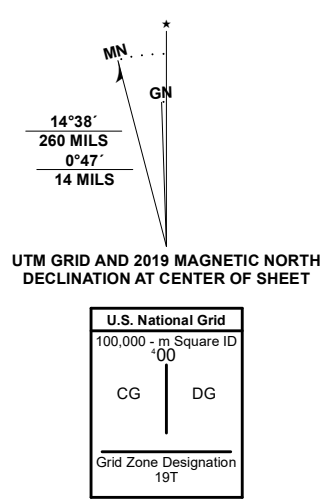 ★
MN
GN
14°38´
260 MILS
0°47´
14 MILS
UTM GRID AND 2019 MAGNETIC NORTH
DECLINATION AT CENTER OF SHEET
U.S. National Grid
100,000 - m Square ID
⁴00
CG DG
Grid Zone Designation
19T